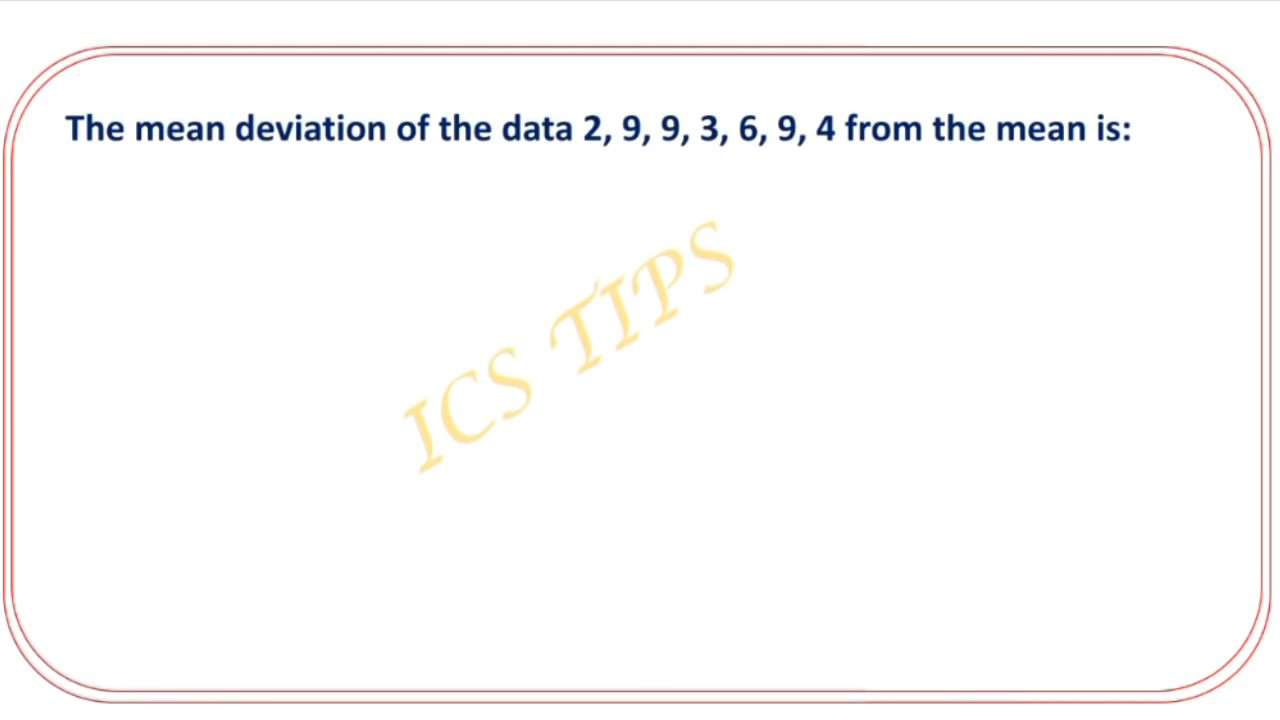 The mean deviation of the data 2, 9, 9, 3, 6, 9, 4 from the mean is:
ICS TIPS